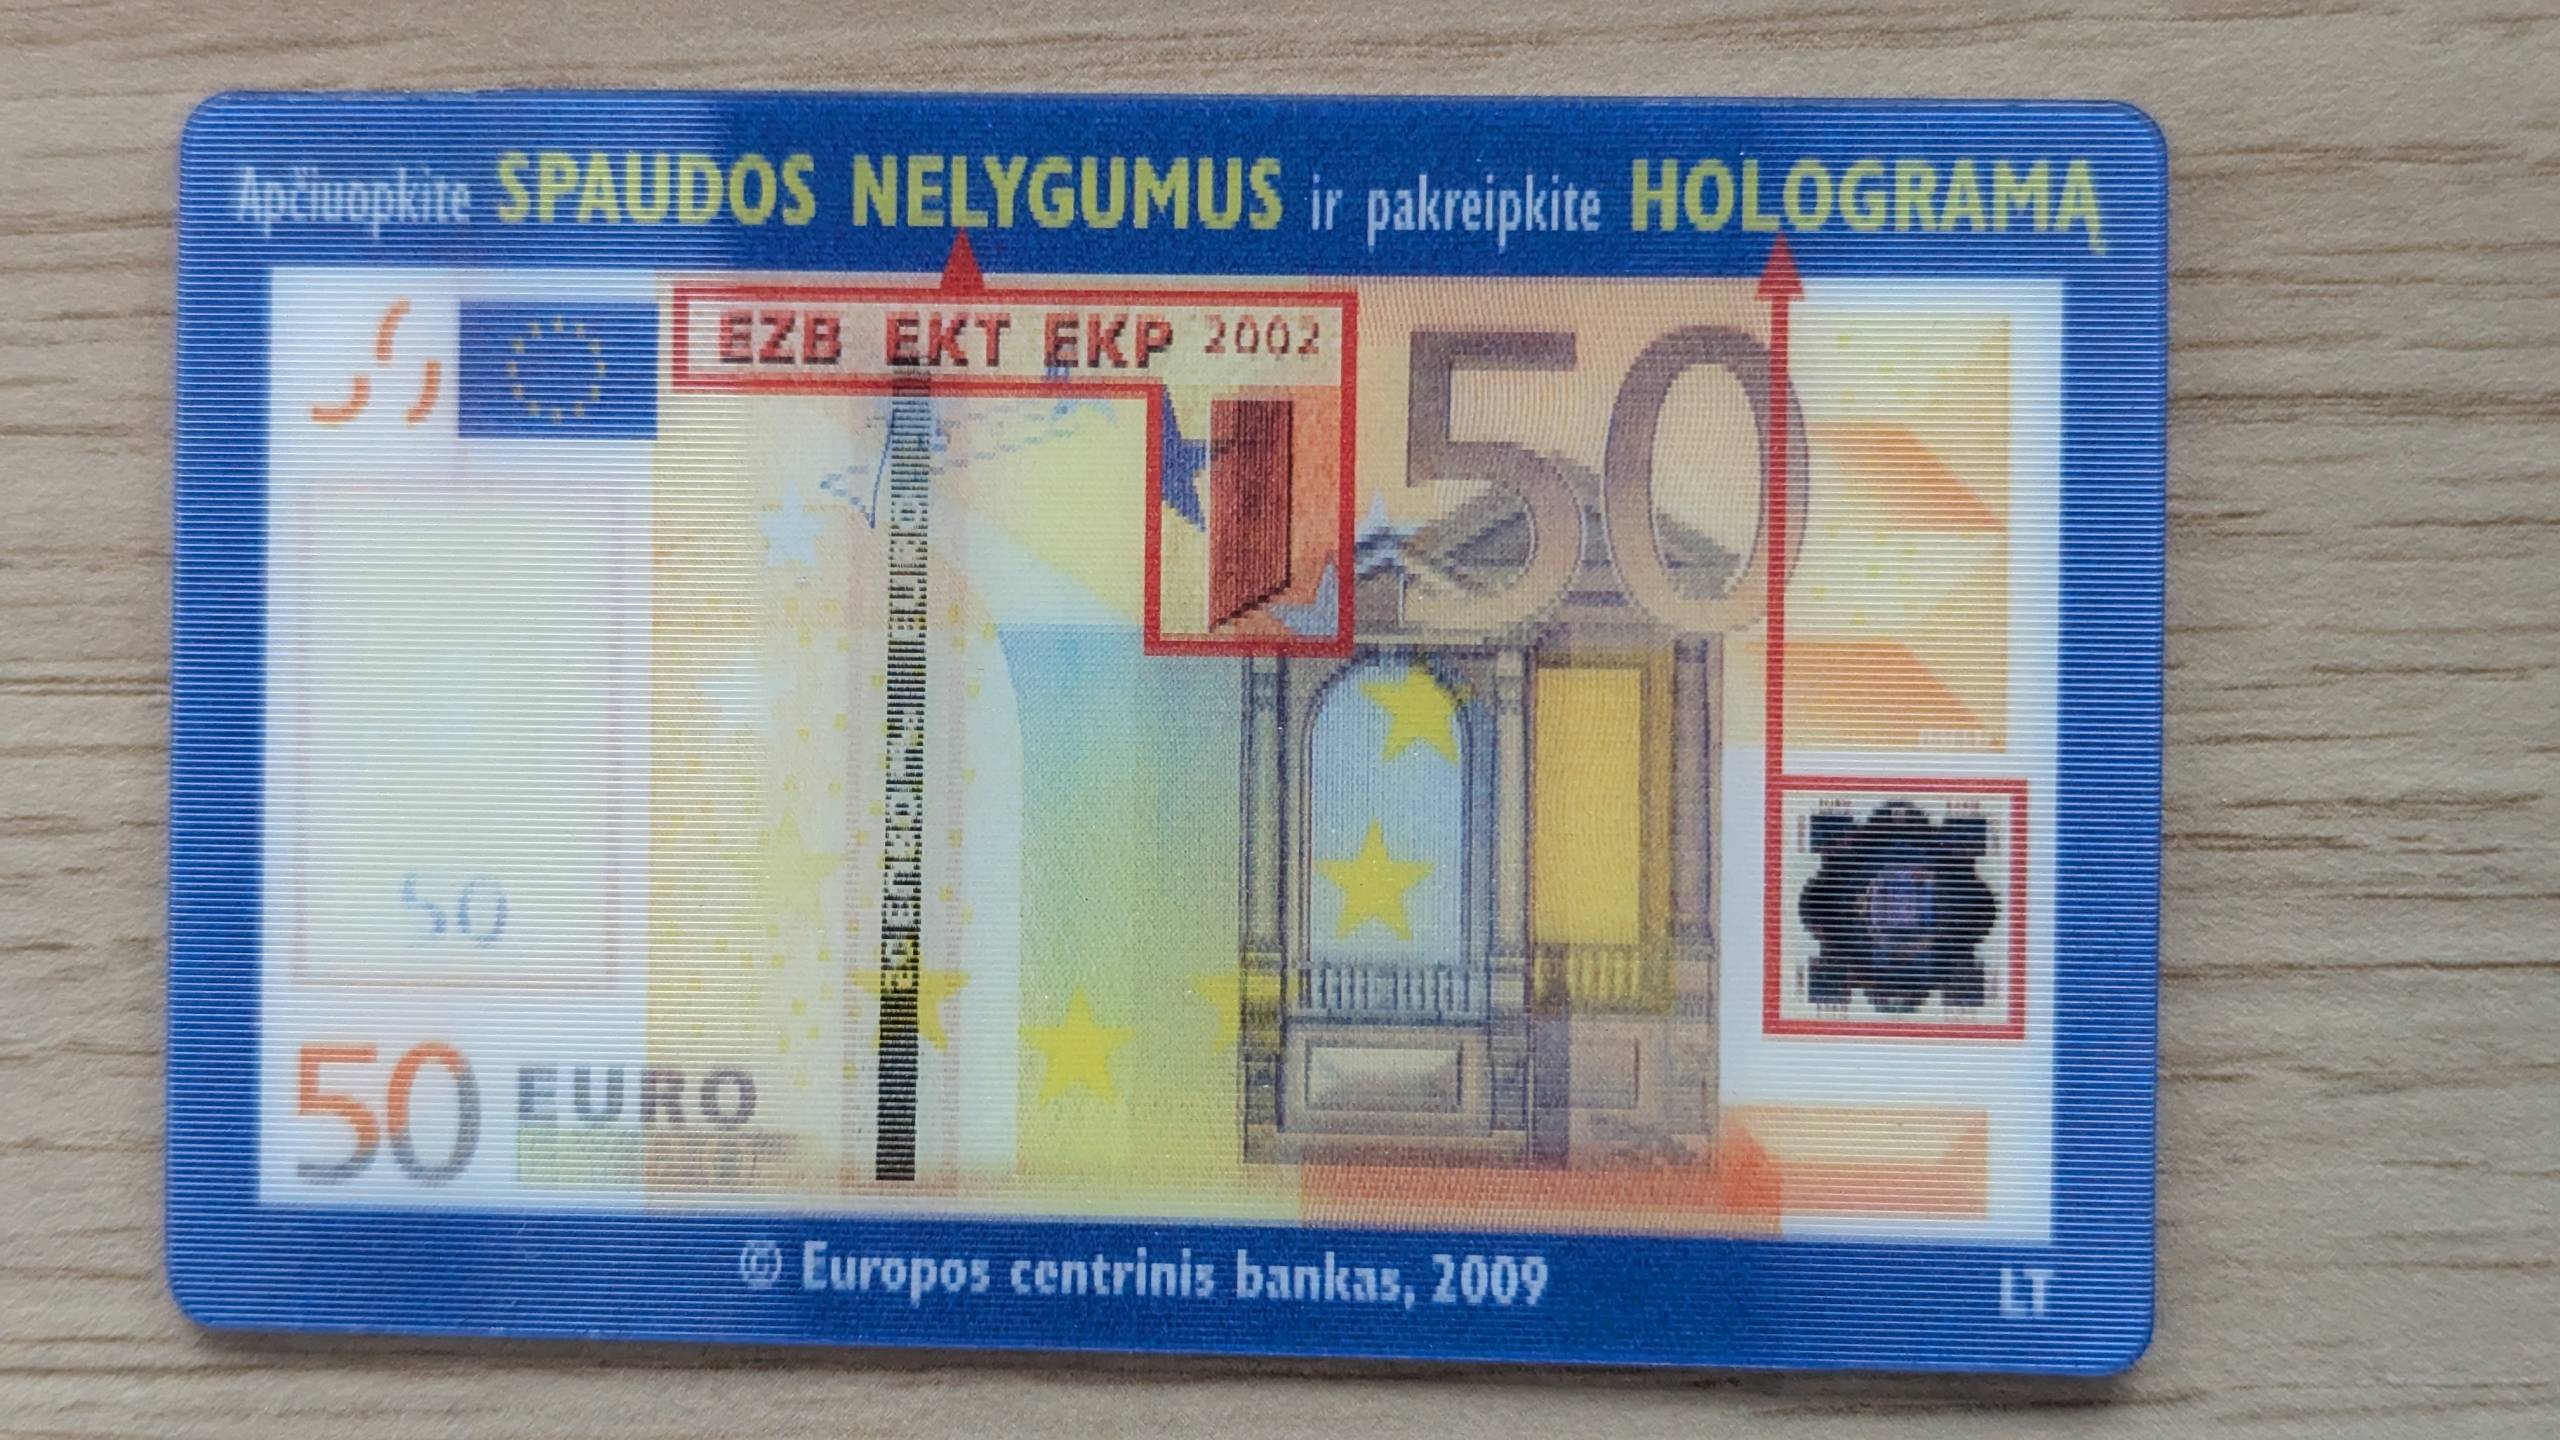 Apčiuopkite SPAUDOS NELYGUMUS ir pakreipkite HOLOGRAMĄ
EZB EKT EKP 2002
50
50
50 EURO
© Europos centrinis bankas, 2009
LT